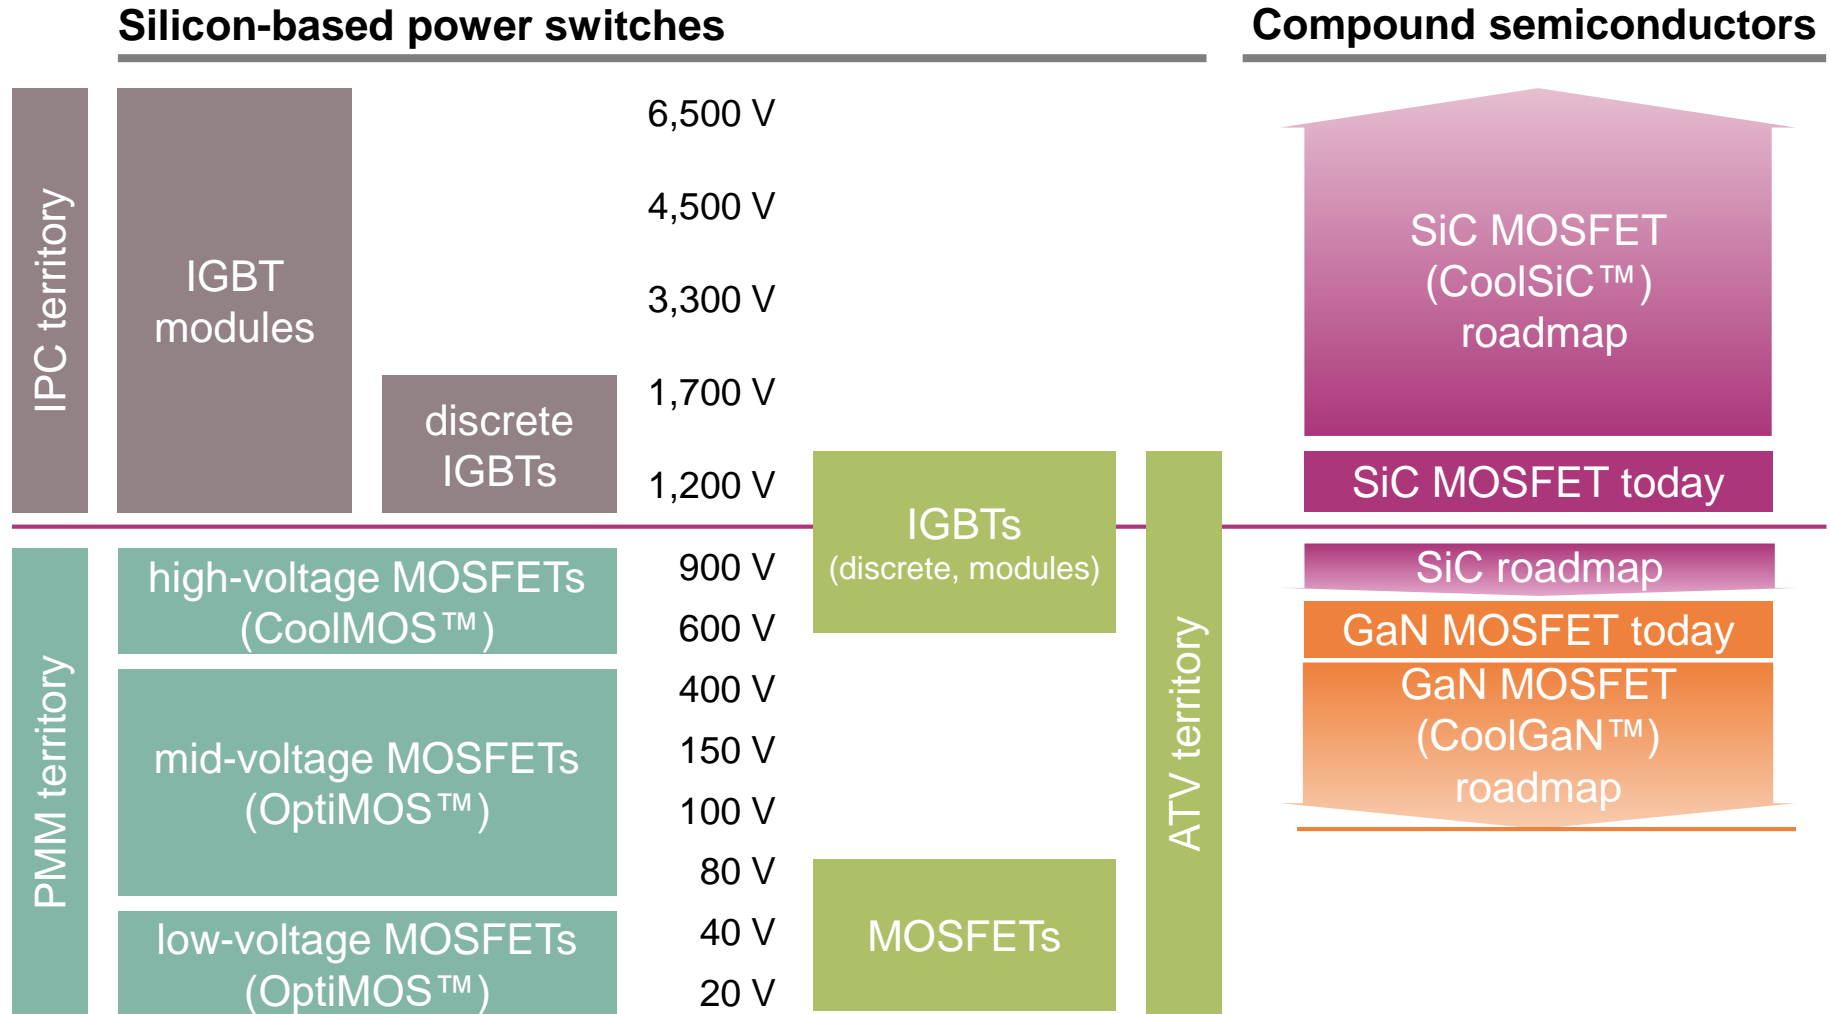 Silicon-based power switches
Compound semiconductors
IPC territory
IGBT
modules
discrete
IGBTs
6,500 V
4,500 V
3,300 V
1,700 V
1,200 V
900 V
600 V
400 V
150 V
100 V
80 V
40 V
20 V
PMM territory
high-voltage MOSFETs
(CoolMOS™)
mid-voltage MOSFETs
(OptiMOS™)
low-voltage MOSFETs
(OptiMOS™)
IGBTs
(discrete, modules)
MOSFETs
ATV territory
SiC MOSFET
(CoolSiC™)
roadmap
SiC MOSFET today
SiC roadmap
GaN MOSFET today
GaN MOSFET
(CoolGaN™)
roadmap